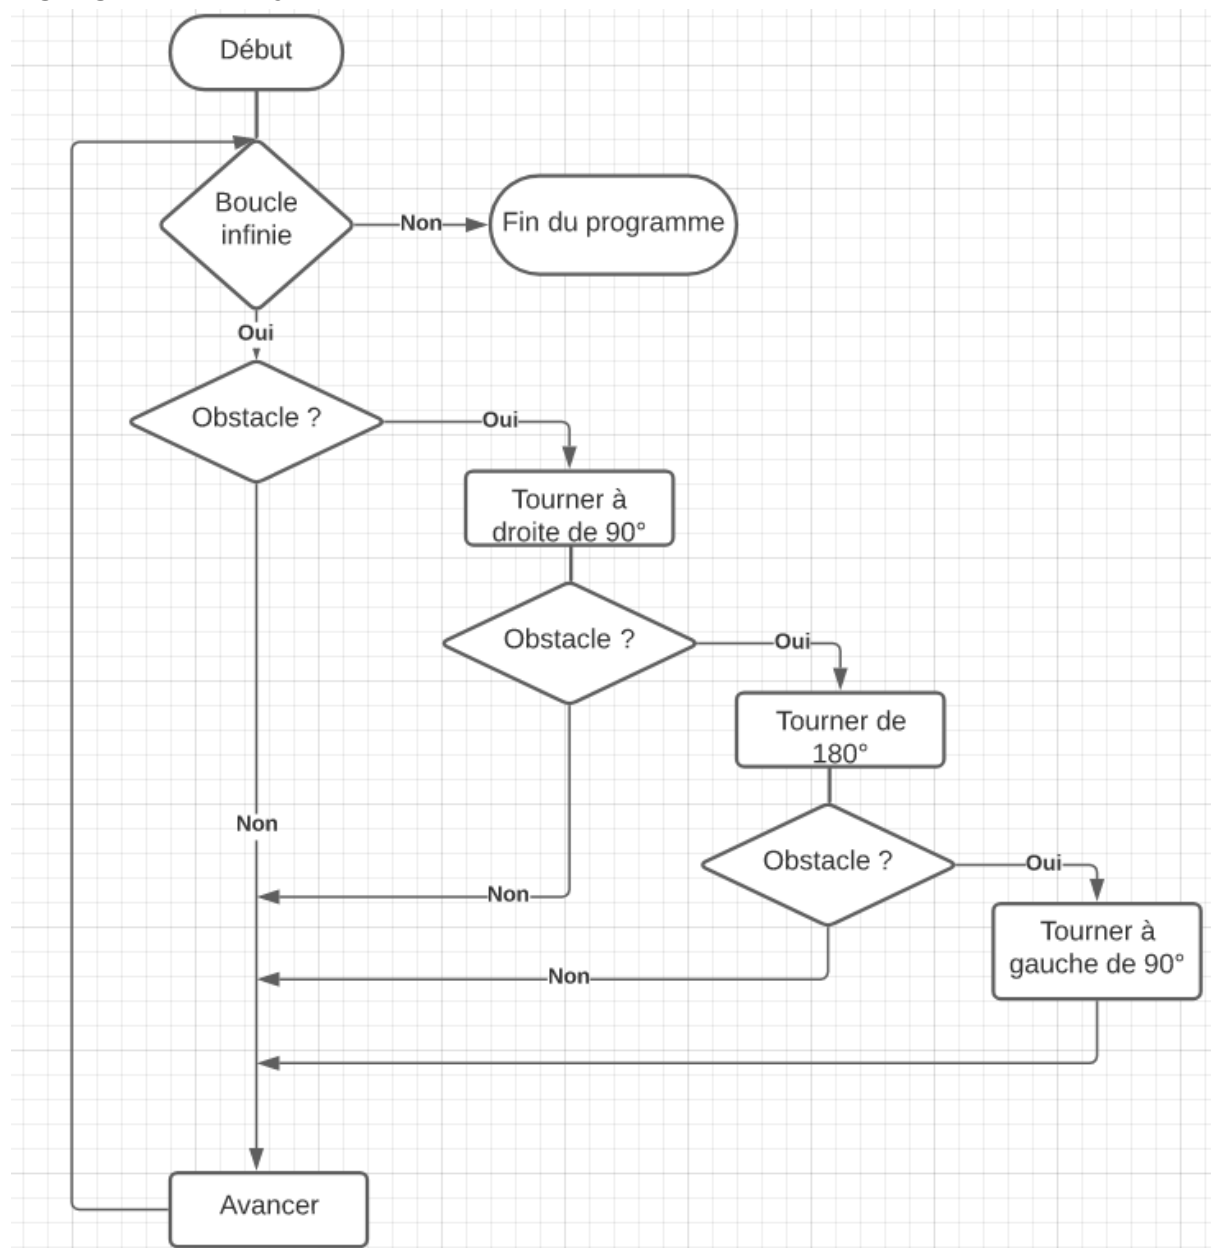 Début
Boucle
infinie
Non
Fin du programme
Oui
Obstacle ?
Oui
Tourner à
droite de 90°
Obstacle ?
Oui
Tourner de
180°
Non
Obstacle ?
Oui
Non
Tourner à
gauche de 90°
Non
Avancer